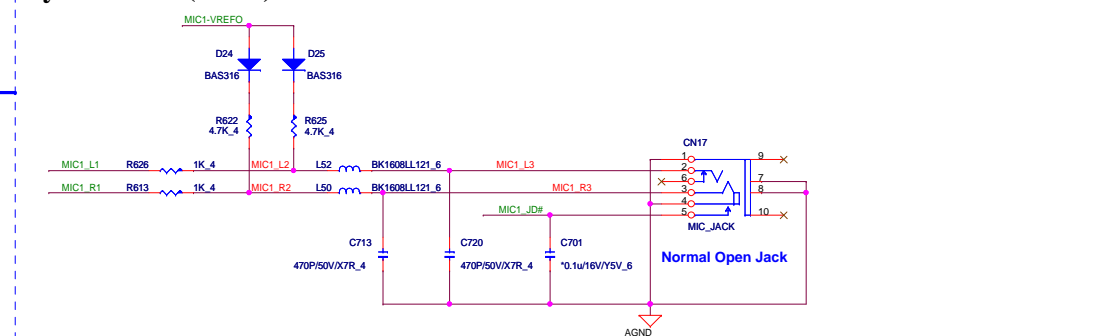 MIC1-VREFO
D24 D25
BAS316 BAS316
R622 R625
4.7K_4 4.7K_4
CN17
MIC1_L1 R626 1K_4 MIC1_L2 L52 BK1608LL121_6 MIC1_L3
MIC1_R1 R613 1K_4 MIC1_R2 L50 BK1608LL121_6 MIC1_R3
1 9
2
6 7
3 8
4
5 10
MIC1_JD#
MIC_JACK
C713 C720 C701
470P/50V/X7R_4 470P/50V/X7R_4 *0.1u/16V/Y5V_6
Normal Open Jack
AGND